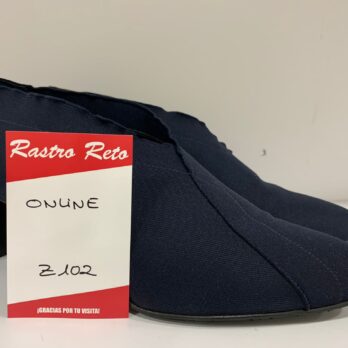 Rastro Reto
ONLINE
Z102
¡GRACIAS POR TU VISITA!